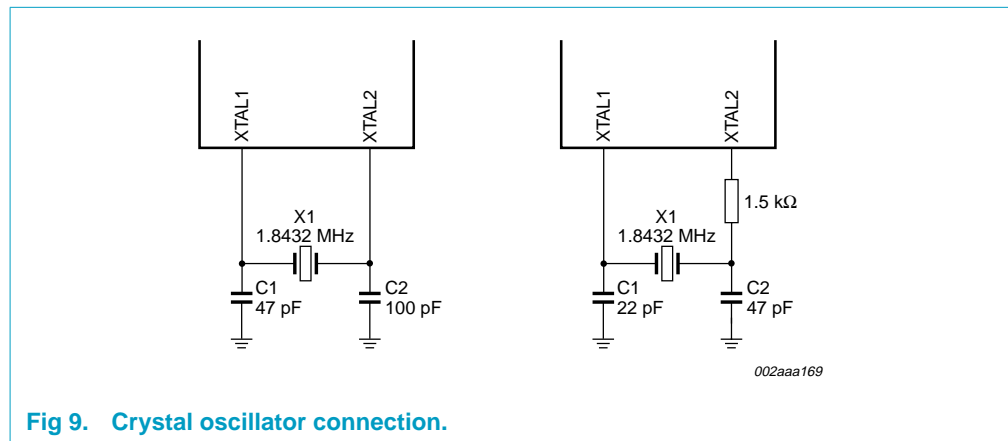 XTAL1
XTAL2
X1
1.8432 MHz
C1
47 pF
C2
100 pF
XTAL1
XTAL2
1.5 kΩ
X1
1.8432 MHz
C1
22 pF
C2
47 pF
002aaa169
Fig 9. Crystal oscillator connection.